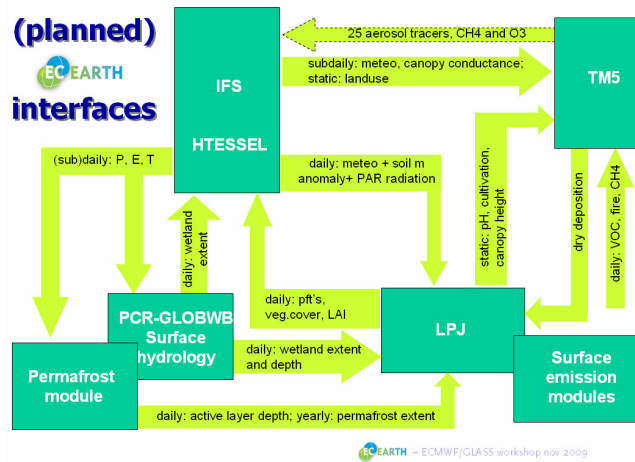 (planned)
EC EARTH
interfaces
25 aerosol tracers, CH4 and O3
subdaily: meteo, canopy conductance;
static: landuse
IFS
HTESSEL
TM5
(sub)daily: P, E, T
daily: meteo + soil m
anomaly+ PAR radiation
static: pH, cultivation,
canopy height
dry deposition
daily: VOC, fire, CH4
daily: wetland
extent
daily: pft's,
veg.cover, LAI
PCR-GLOBWB
Surface
hydrology
LPJ
daily: wetland extent
and depth
Permafrost
module
Surface
emission
modules
daily: active layer depth; yearly: permafrost extent
EC EARTH – ECMWF/GLASS workshop nov 2009